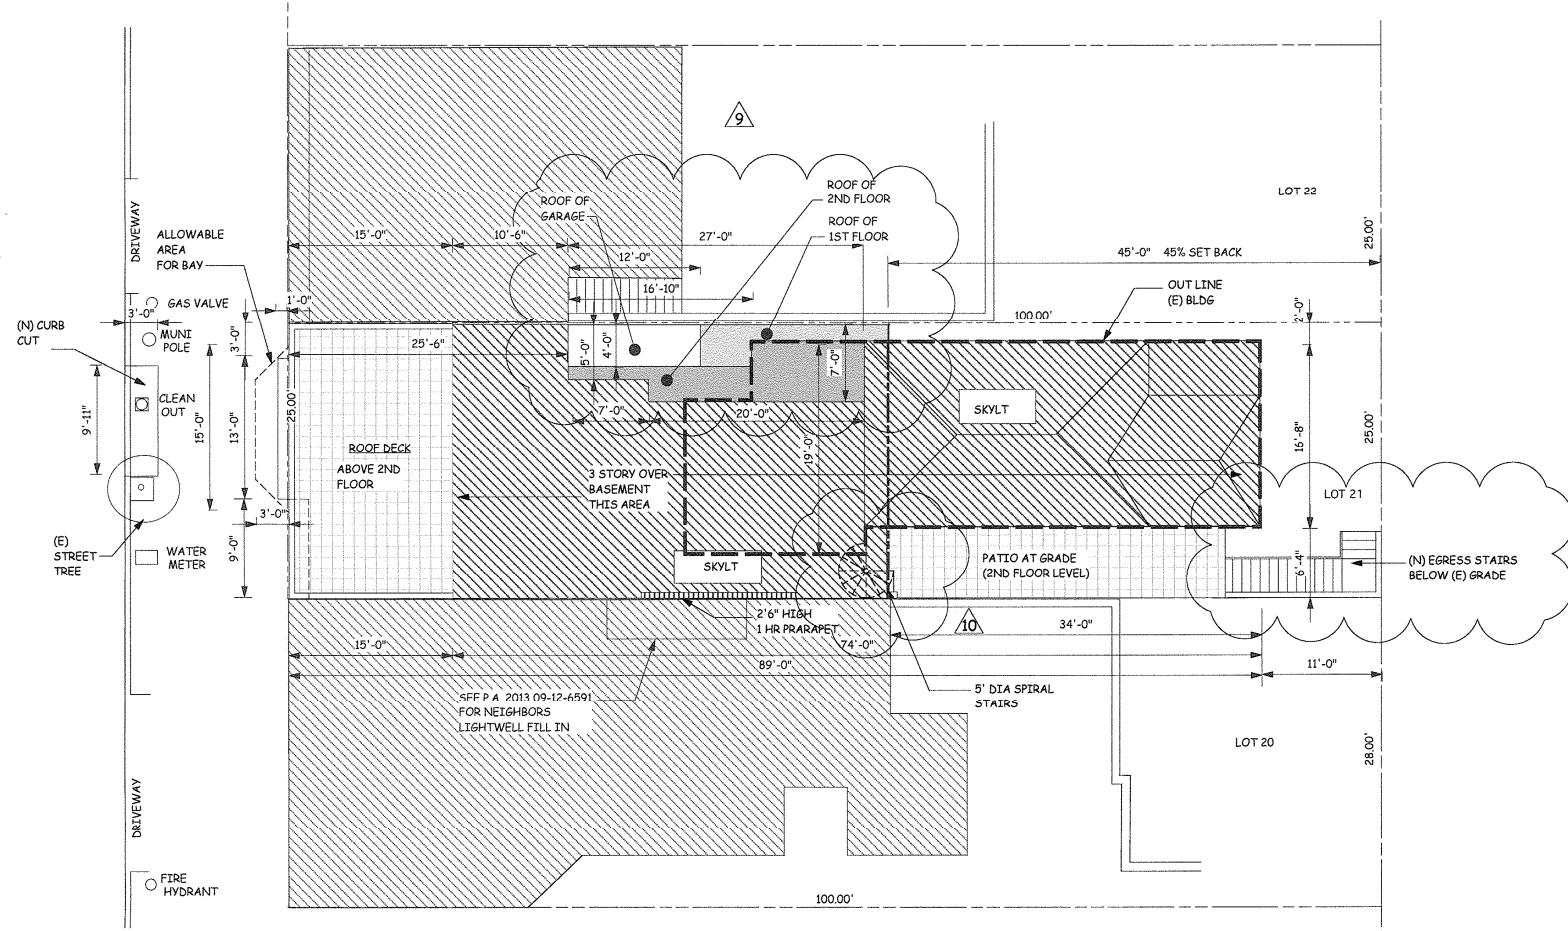 9
ROOF OF
2ND FLOOR
ROOF OF
GARAGE
ROOF OF
1ST FLOOR
LOT 22
DRIVEWAY
ALLOWABLE
AREA
FOR BAY
15'-0"
10'-6"
27'-0"
25.00'
12'-0"
45'-0" 45% SET BACK
16'-10"
OUT LINE
(E) BLDG
1'-0"
GAS VALVE
3'-0"
2'-0"
100.00'
(N) CURB
CUT
MUNI
POLE
3'-0"
25'-6"
5'-0"
4'-0"
7'-0"
CLEAN
OUT
9'-11"
15'-0"
13'-0"
25.00'
7'-0"
20'-0"
SKYLT
16'-8"
25.00'
ROOF DECK
ABOVE 2ND
FLOOR
19'-0"
3 STORY OVER
BASEMENT
THIS AREA
LOT 21
3'-0"
(E)
STREET
TREE
WATER
METER
9'-0"
SKYLT
PATIO AT GRADE
(2ND FLOOR LEVEL)
6'-4"
(N) EGRESS STAIRS
BELOW (E) GRADE
2'6" HIGH
1 HR PRARAPET
10
34'-0"
15'-0"
74'-0"
89'-0"
11'-0"
SEE P.A. 2013 09-12-6591
FOR NEIGHBORS
LIGHTWELL FILL IN
5' DIA SPIRAL
STAIRS
LOT 20
28.00'
DRIVEWAY
FIRE
HYDRANT
100.00'